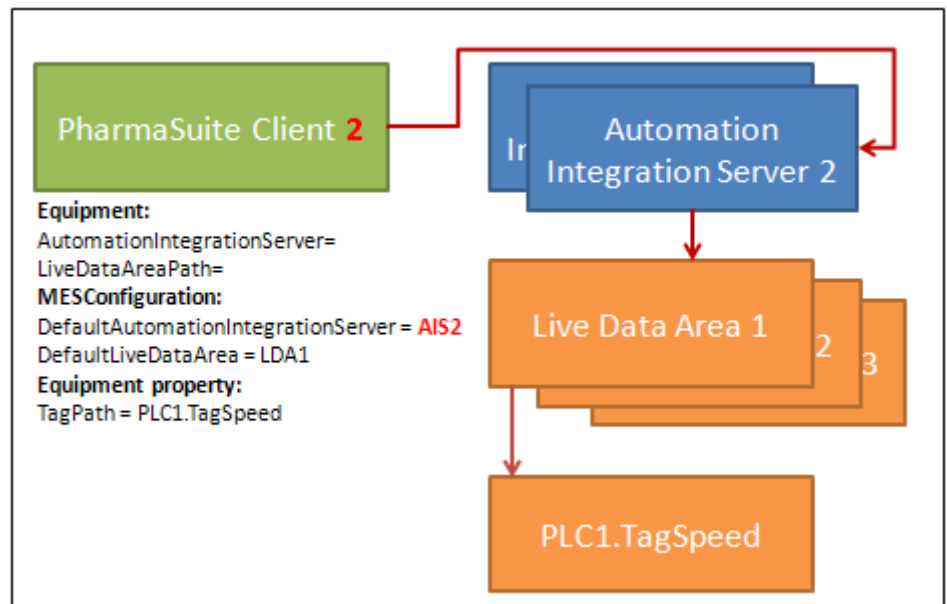 PharmaSuite Client 2
Automation
Integration Server 2
Equipment:
AutomationIntegrationServer=
LiveDataAreaPath=
MESConfiguration:
DefaultAutomationIntegrationServer = AIS2
DefaultLiveDataArea = LDA1
Equipment property:
TagPath = PLC1.TagSpeed
Live Data Area 1
2
3
PLC1.TagSpeed